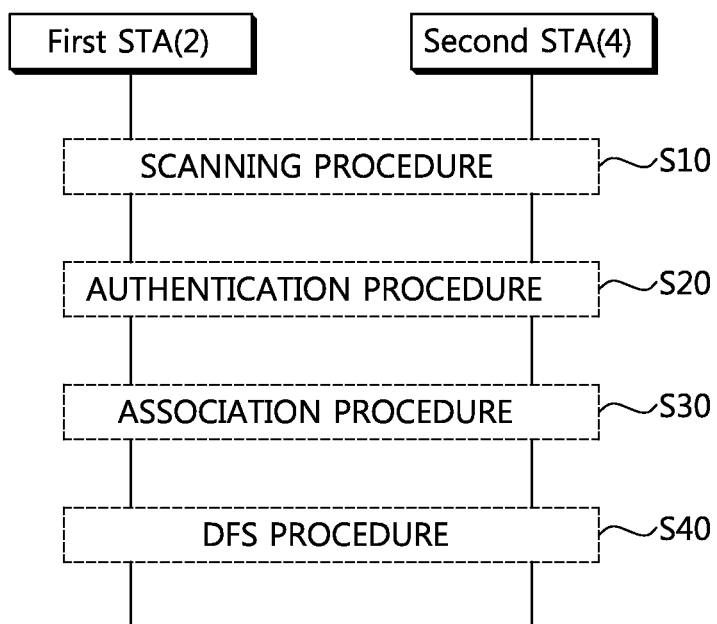 First STA(2)
Second STA(4)
SCANNING PROCEDURE
S10
AUTHENTICATION PROCEDURE
S20
ASSOCIATION PROCEDURE
S30
DFS PROCEDURE
S40